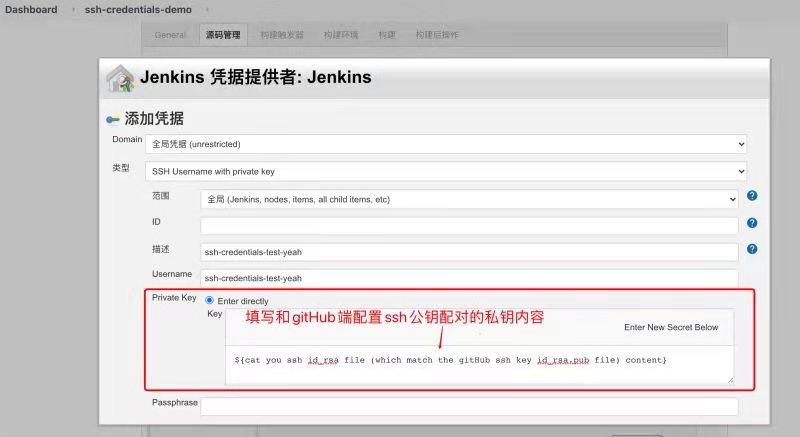 Dashboard › ssh-credentials-demo ›
General 源码管理 构建触发器 构建环境 构建 构建后操作
Jenkins 凭据提供者: Jenkins
添加凭据
Domain 全局凭据 (unrestricted)
类型 SSH Username with private key
范围 全局 (Jenkins, nodes, items, all child items, etc)
ID
描述 ssh-credentials-test-yeah
Username ssh-credentials-test-yeah
Private Key Enter directly
Key 填写和gitHub端配置ssh公钥配对的私钥内容
Enter New Secret Below
${cat you ssh id_rsa file (which match the gitHub ssh key id_rsa.pub file) content}
Passphrase